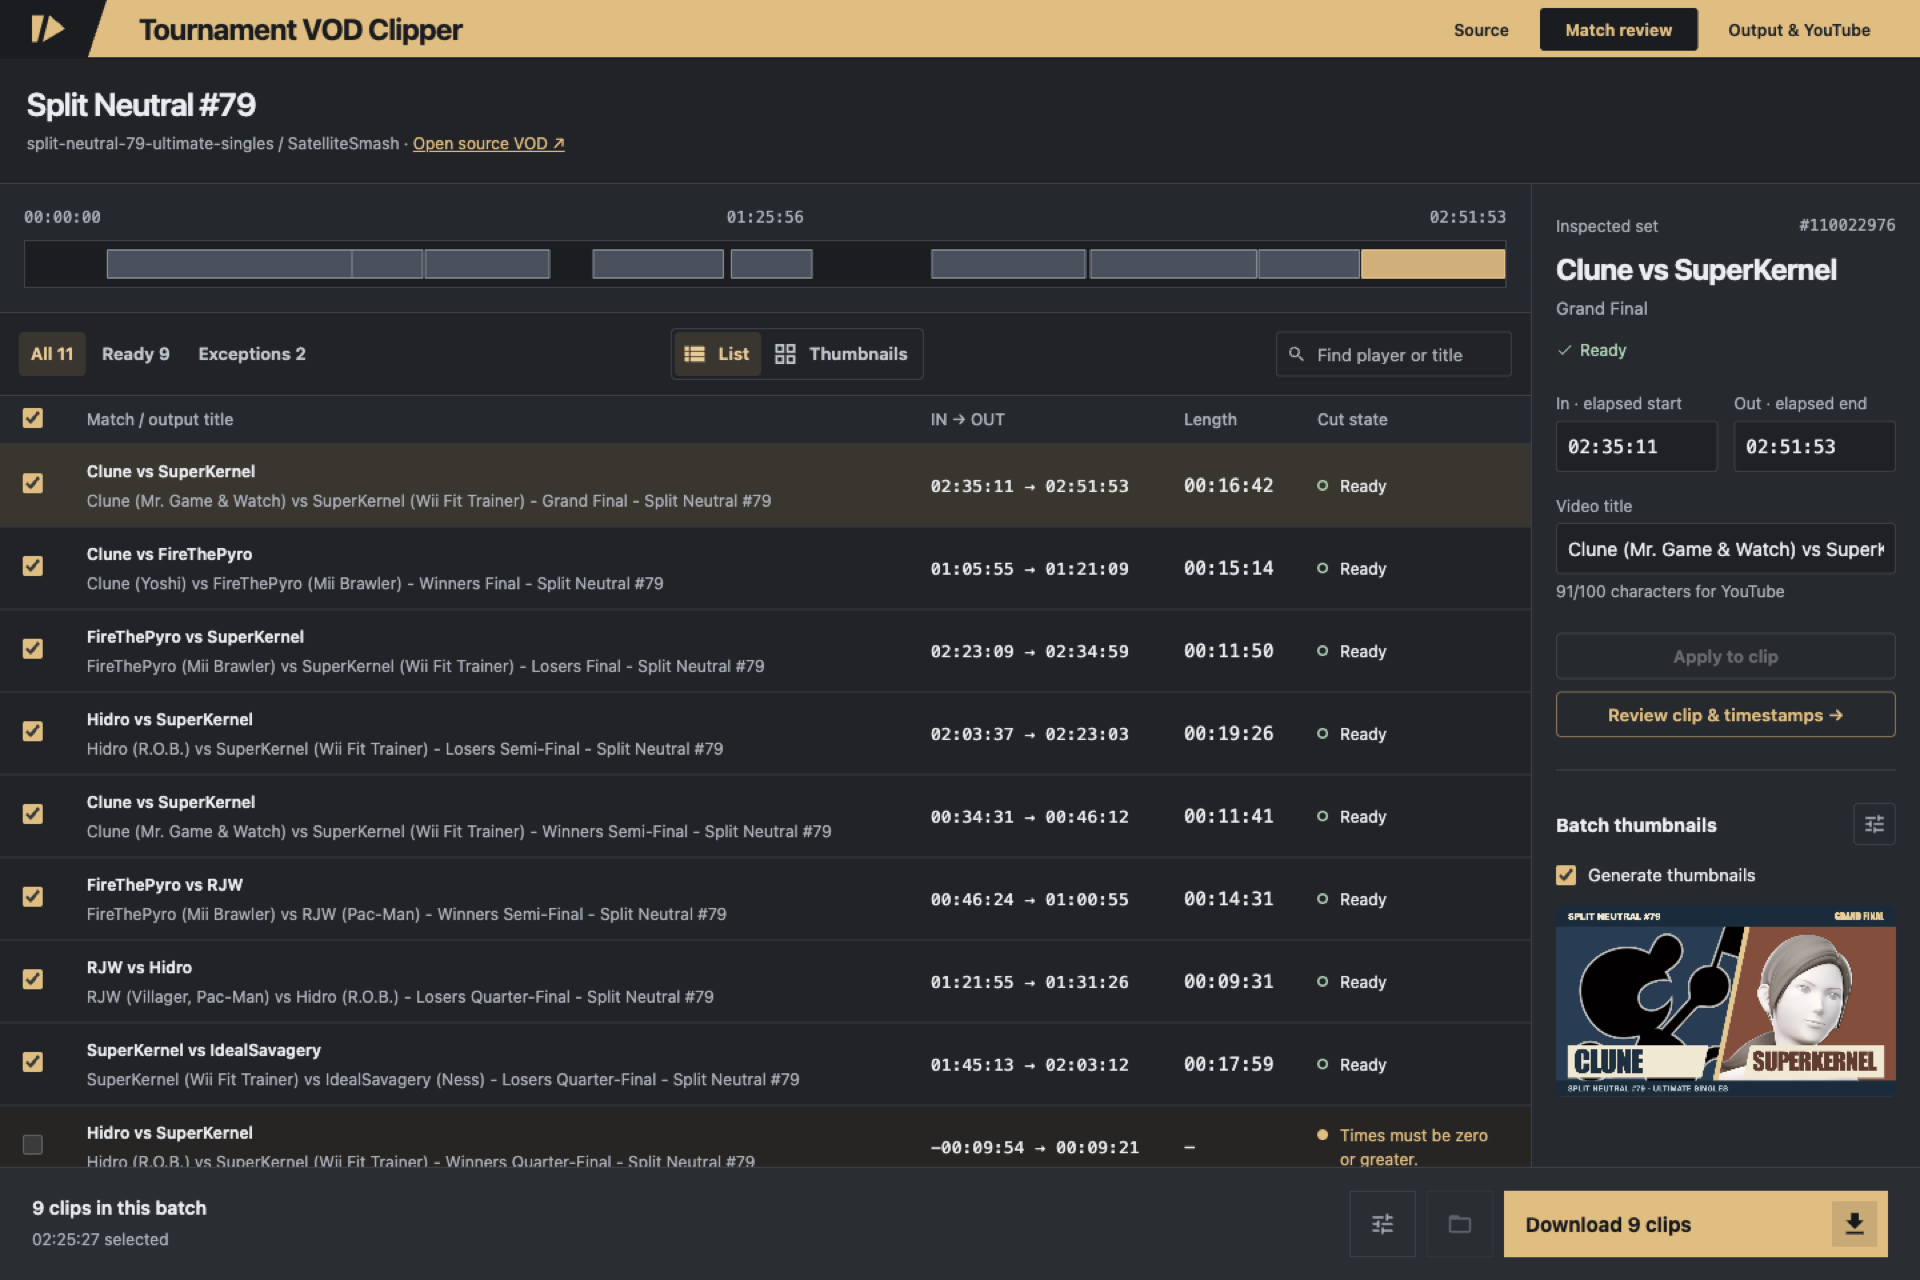 Tournament VOD Clipper
Source
Match review
Output & YouTube
Split Neutral #79
split-neutral-79-ultimate-singles / SatelliteSmash · Open source VOD ↗
00:00:00
01:25:56
02:51:53
All 11
Ready 9
Exceptions 2
List
Thumbnails
Find player or title
Match / output title
IN → OUT
Length
Cut state
Clune vs SuperKernel
Clune (Mr. Game & Watch) vs SuperKernel (Wii Fit Trainer) - Grand Final - Split Neutral #79
02:35:11 → 02:51:53
00:16:42
Ready
Clune vs FireThePyro
Clune (Yoshi) vs FireThePyro (Mii Brawler) - Winners Final - Split Neutral #79
01:05:55 → 01:21:09
00:15:14
Ready
FireThePyro vs SuperKernel
FireThePyro (Mii Brawler) vs SuperKernel (Wii Fit Trainer) - Losers Final - Split Neutral #79
02:23:09 → 02:34:59
00:11:50
Ready
Hidro vs SuperKernel
Hidro (R.O.B.) vs SuperKernel (Wii Fit Trainer) - Losers Semi-Final - Split Neutral #79
02:03:37 → 02:23:03
00:19:26
Ready
Clune vs SuperKernel
Clune (Mr. Game & Watch) vs SuperKernel (Wii Fit Trainer) - Winners Semi-Final - Split Neutral #79
00:34:31 → 00:46:12
00:11:41
Ready
FireThePyro vs RJW
FireThePyro (Mii Brawler) vs RJW (Pac-Man) - Winners Semi-Final - Split Neutral #79
00:46:24 → 01:00:55
00:14:31
Ready
RJW vs Hidro
RJW (Villager, Pac-Man) vs Hidro (R.O.B.) - Losers Quarter-Final - Split Neutral #79
01:21:55 → 01:31:26
00:09:31
Ready
SuperKernel vs IdealSavagery
SuperKernel (Wii Fit Trainer) vs IdealSavagery (Ness) - Losers Quarter-Final - Split Neutral #79
01:45:13 → 02:03:12
00:17:59
Ready
Hidro vs SuperKernel
Hidro (R.O.B.) vs SuperKernel (Wii Fit Trainer) - Winners Quarter-Final - Split Neutral #79
−00:09:54 → 00:09:21
—
Times must be zero
or greater.
Inspected set
#110022976
Clune vs SuperKernel
Grand Final
Ready
In · elapsed start
Out · elapsed end
02:35:11
02:51:53
Video title
Clune (Mr. Game & Watch) vs SuperK
91/100 characters for YouTube
Apply to clip
Review clip & timestamps →
Batch thumbnails
Generate thumbnails
SPLIT NEUTRAL #79
GRAND FINAL
CLUNE
SUPERKERNEL
SPLIT NEUTRAL #79 - ULTIMATE SINGLES
9 clips in this batch
02:25:27 selected
Download 9 clips